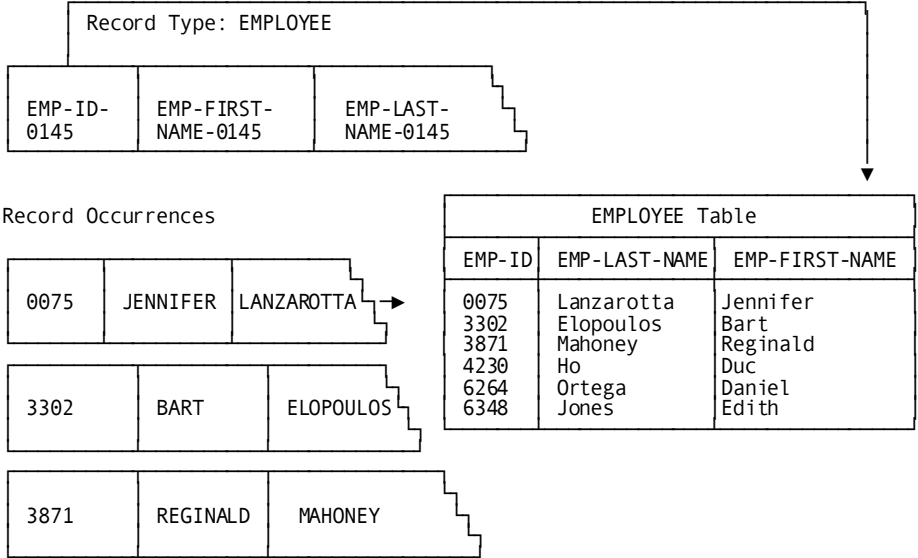 Record Type: EMPLOYEE
EMP-ID- EMP-FIRST- EMP-LAST-
0145 NAME-0145 NAME-0145
Record Occurrences
0075 JENNIFER LANZAROTTA
3302 BART ELOPOULOS
3871 REGINALD MAHONEY
EMPLOYEE Table
EMP-ID EMP-LAST-NAME EMP-FIRST-NAME
0075 Lanzarotta Jennifer
3302 Elopoulos Bart
3871 Mahoney Reginald
4230 Ho Duc
6264 Ortega Daniel
6348 Jones Edith